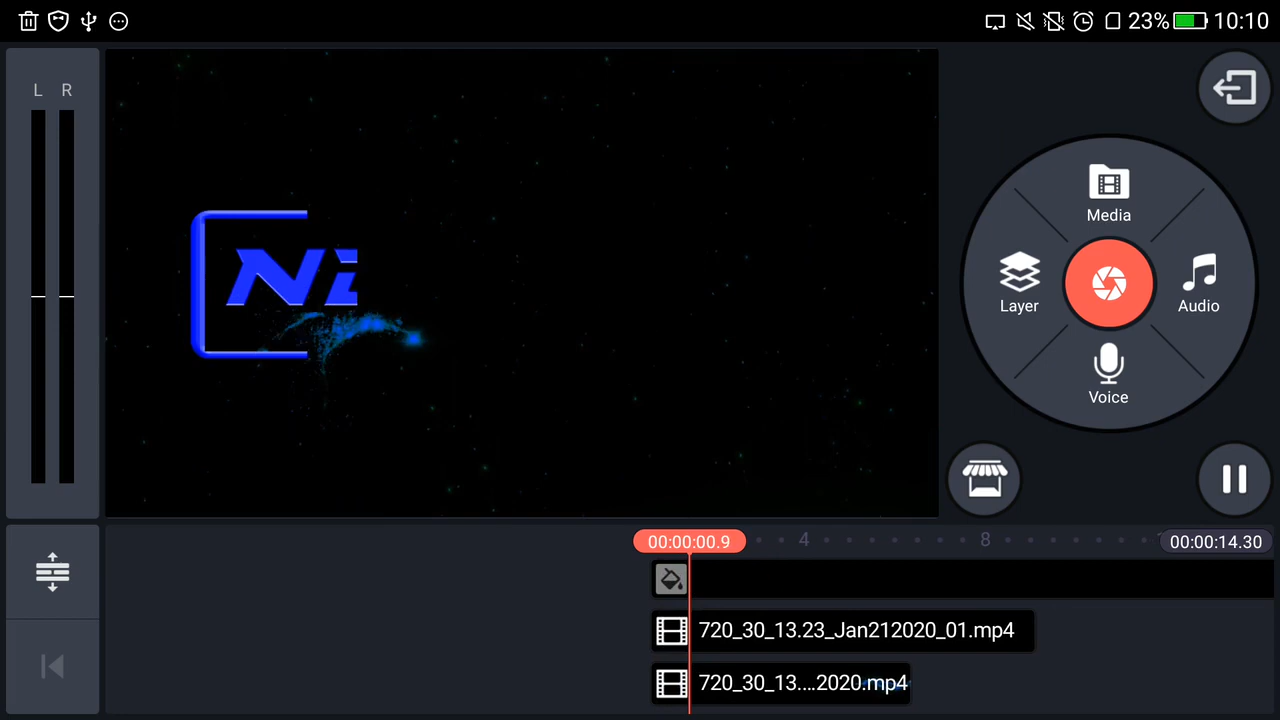 23% 10:10
L R
Ni
Media
Layer
Audio
Voice
00:00:00.9
4
8
00:00:14.30
720_30_13.23_Jan212020_01.mp4
720_30_13....2020.mp4